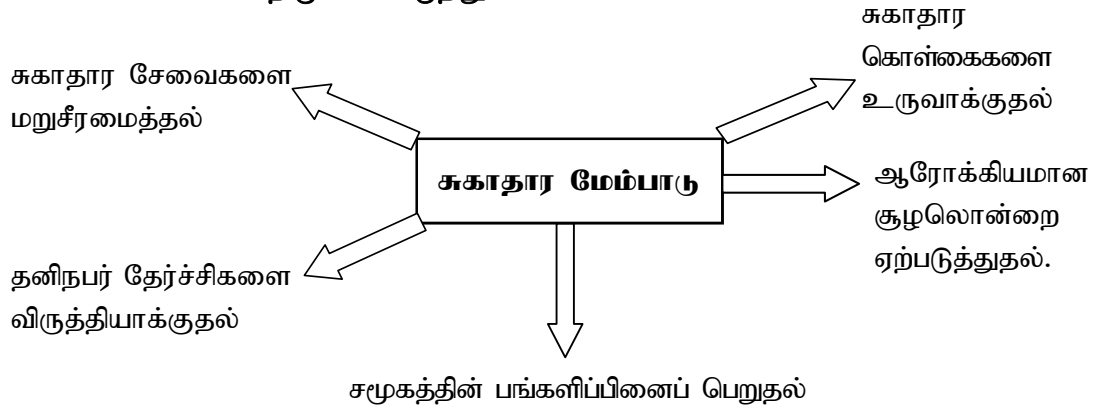 சுகாதார
கொள்கைகளை
உருவாக்குதல்
சுகாதார சேவைகளை
மறுசீரமைத்தல்
சுகாதார மேம்பாடு
ஆரோக்கியமான
சூழலொன்றை
ஏற்படுத்துதல்.
தனிநபர் தேர்ச்சிகளை
விருத்தியாக்குதல்
சமூகத்தின் பங்களிப்பினைப் பெறுதல்